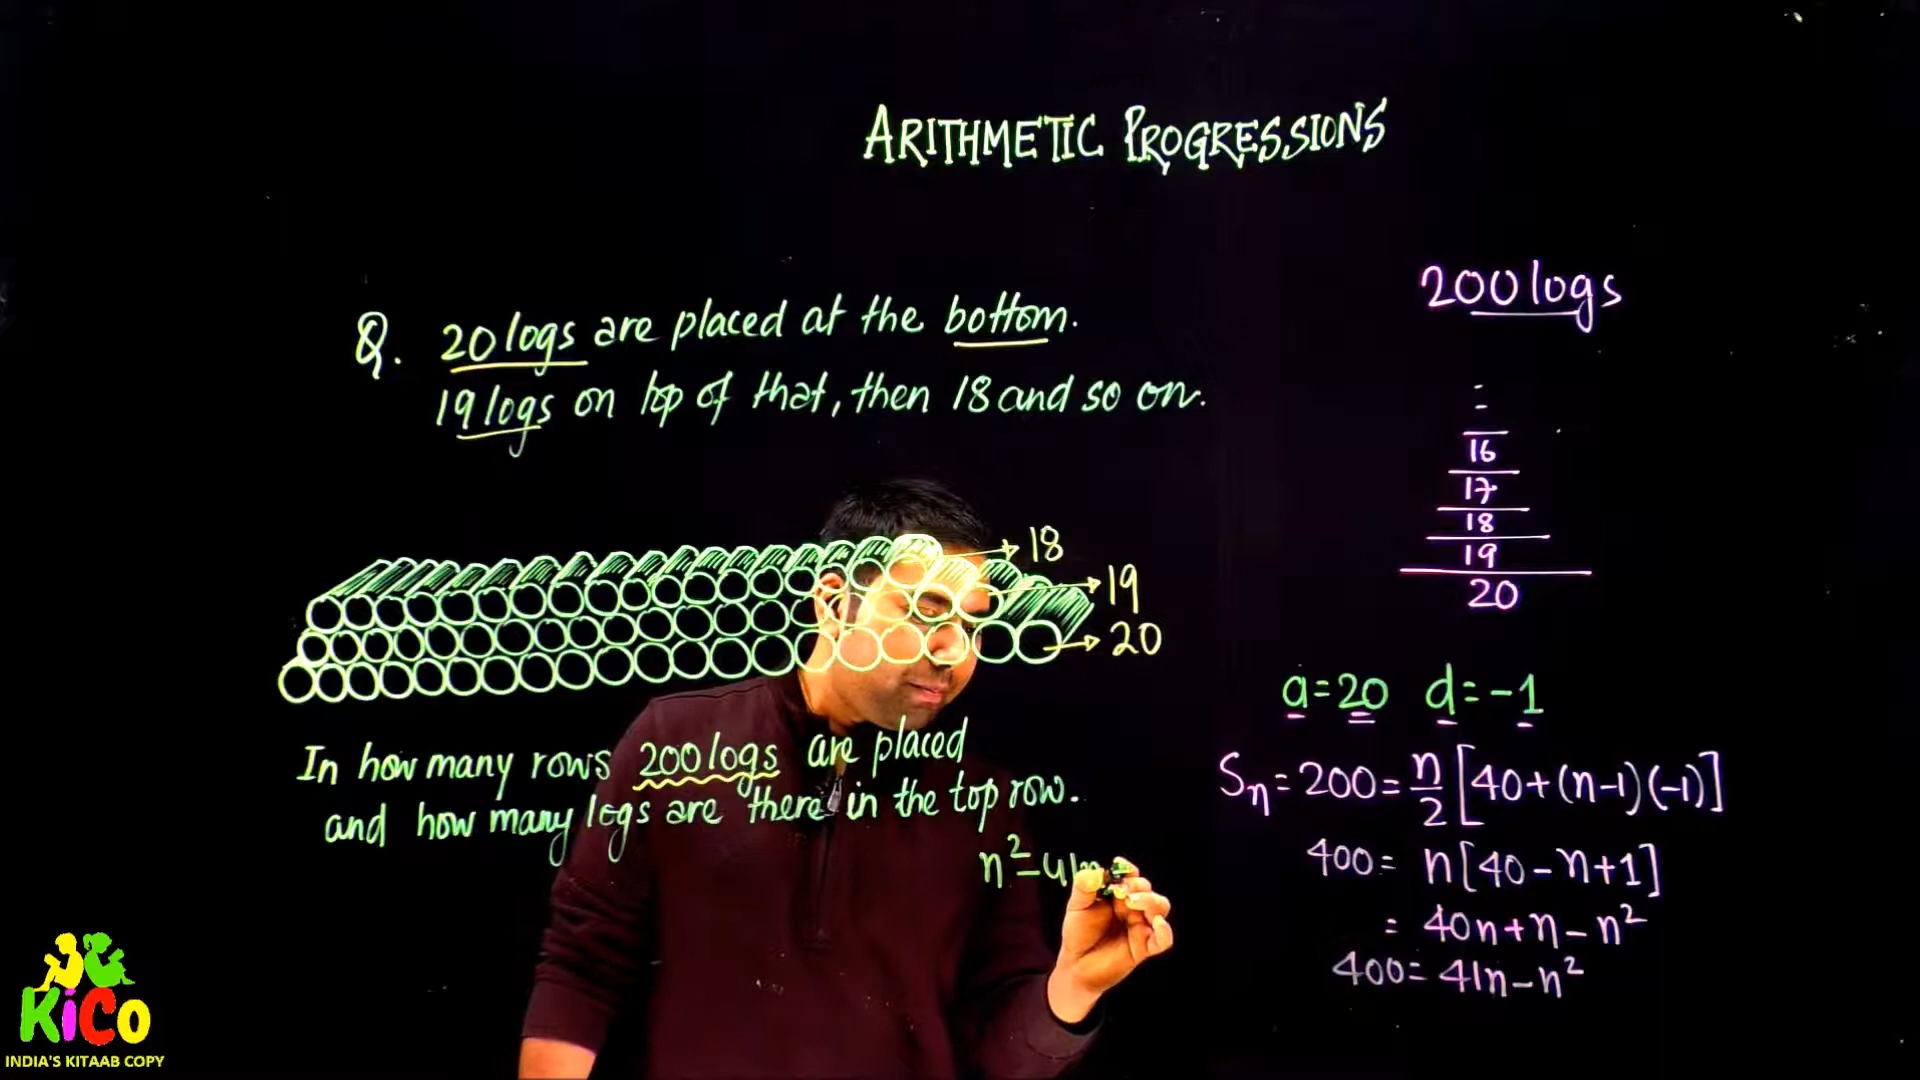 ARITHMETIC PROGRESSIONS
Q. 20 logs are placed at the bottom.
19 logs on top of that, then 18 and so on.
18
19
20
In how many rows 200 logs are placed
and how many logs are there in the top row.
n²-41n
200 logs
16
17
18
19
20
a=20 d=-1
Sn=200=n/2[40+(n-1)(-1)]
400= n[40-n+1]
= 40n+n-n²
400=41n-n²
KiCo
INDIA'S KITAAB COPY